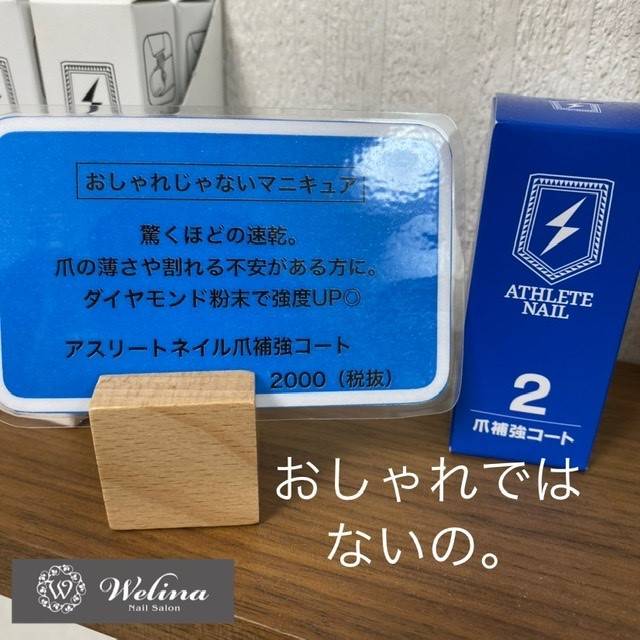 おしゃれじゃないマニキュア
驚くほどの速乾。
爪の薄さや割れる不安がある方に。
ダイヤモンド粉末で強度UP◎
アスリートネイル爪補強コート
2000（税抜）
ATHLETE
NAIL
2
爪補強コート
おしゃれでは
ないの。
W
Welina
Nail Salon